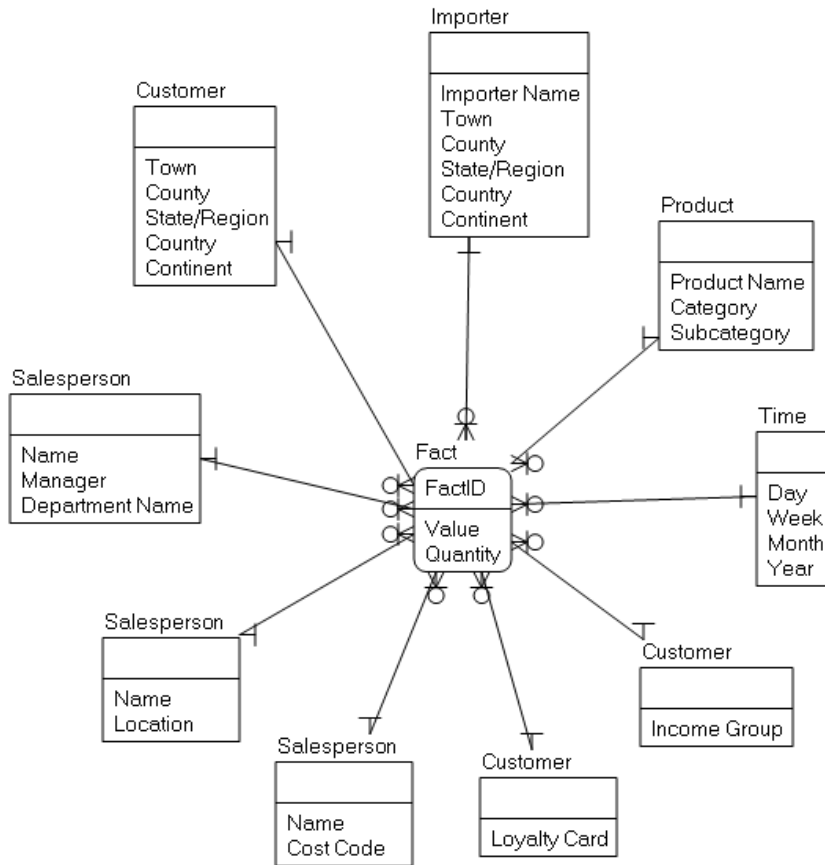 Importer
Importer Name
Town
County
State/Region
Country
Continent
Customer
Town
County
State/Region
Country
Continent
Product
Product Name
Category
Subcategory
Salesperson
Name
Manager
Department Name
Fact
FactID
Value
Quantity
Time
Day
Week
Month
Year
Salesperson
Name
Location
Customer
Income Group
Salesperson
Name
Cost Code
Customer
Loyalty Card